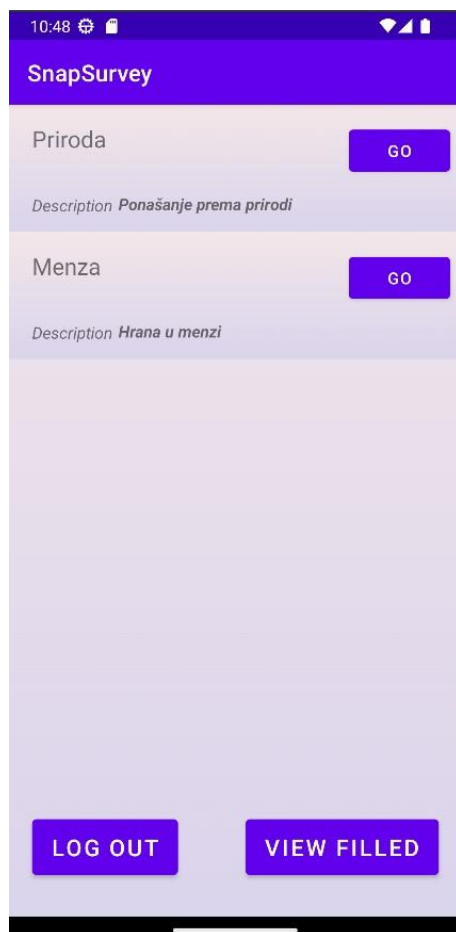 10:48
SnapSurvey
Priroda
GO
Description Ponašanje prema prirodi
Menza
GO
Description Hrana u menzi
LOG OUT
VIEW FILLED